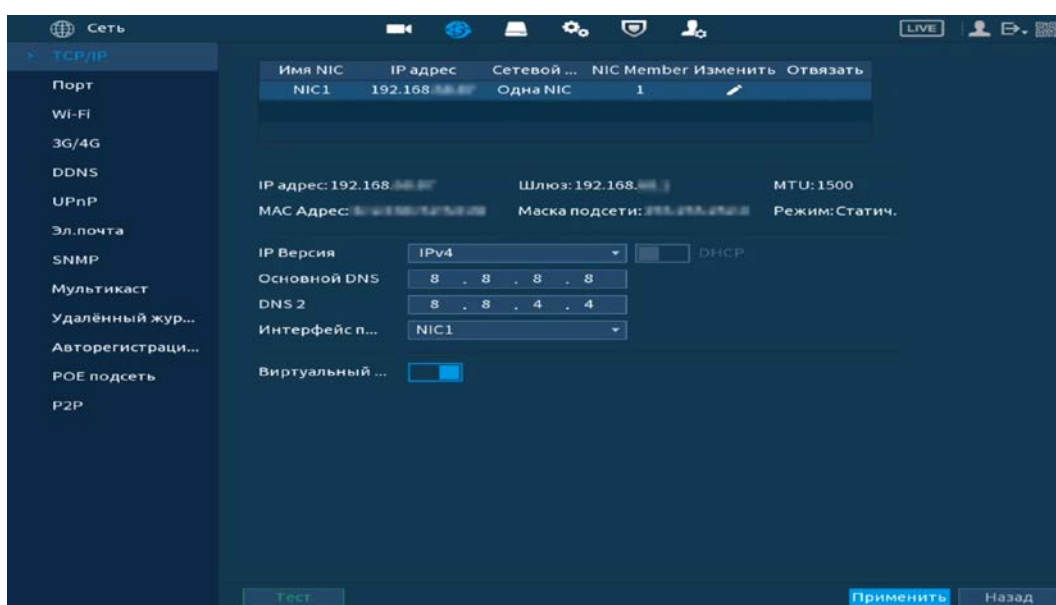 Сеть
LIVE
TCP/IP
Порт
Wi-Fi
3G/4G
DDNS
UPnP
Эл.почта
SNMP
Мультикаст
Удалённый жур...
Авторегистраци...
POE подсеть
P2P
Имя NIC IP адрес Сетевой ... NIC Member Изменить Отвязать
NIC1 192.168. Одна NIC 1
IP адрес: 192.168. Шлюз: 192.168. MTU: 1500
MAC Адрес: Маска подсети: Режим: Статич.
IP Версия IPv4 DHCP
Основной DNS 8 . 8 . 8 . 8
DNS 2 8 . 8 . 4 . 4
Интерфейс п... NIC1
Виртуальный ...
Тест Применить Назад